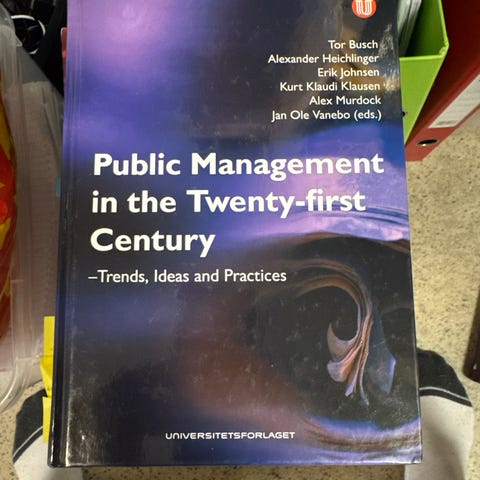 Tor Busch
Alexander Heichlinger
Erik Johnsen
Kurt Klaudi Klausen
Alex Murdock
Jan Ole Vanebo (eds.)
Public Management
in the Twenty-first
Century
–Trends, Ideas and Practices
UNIVERSITETSFORLAGET